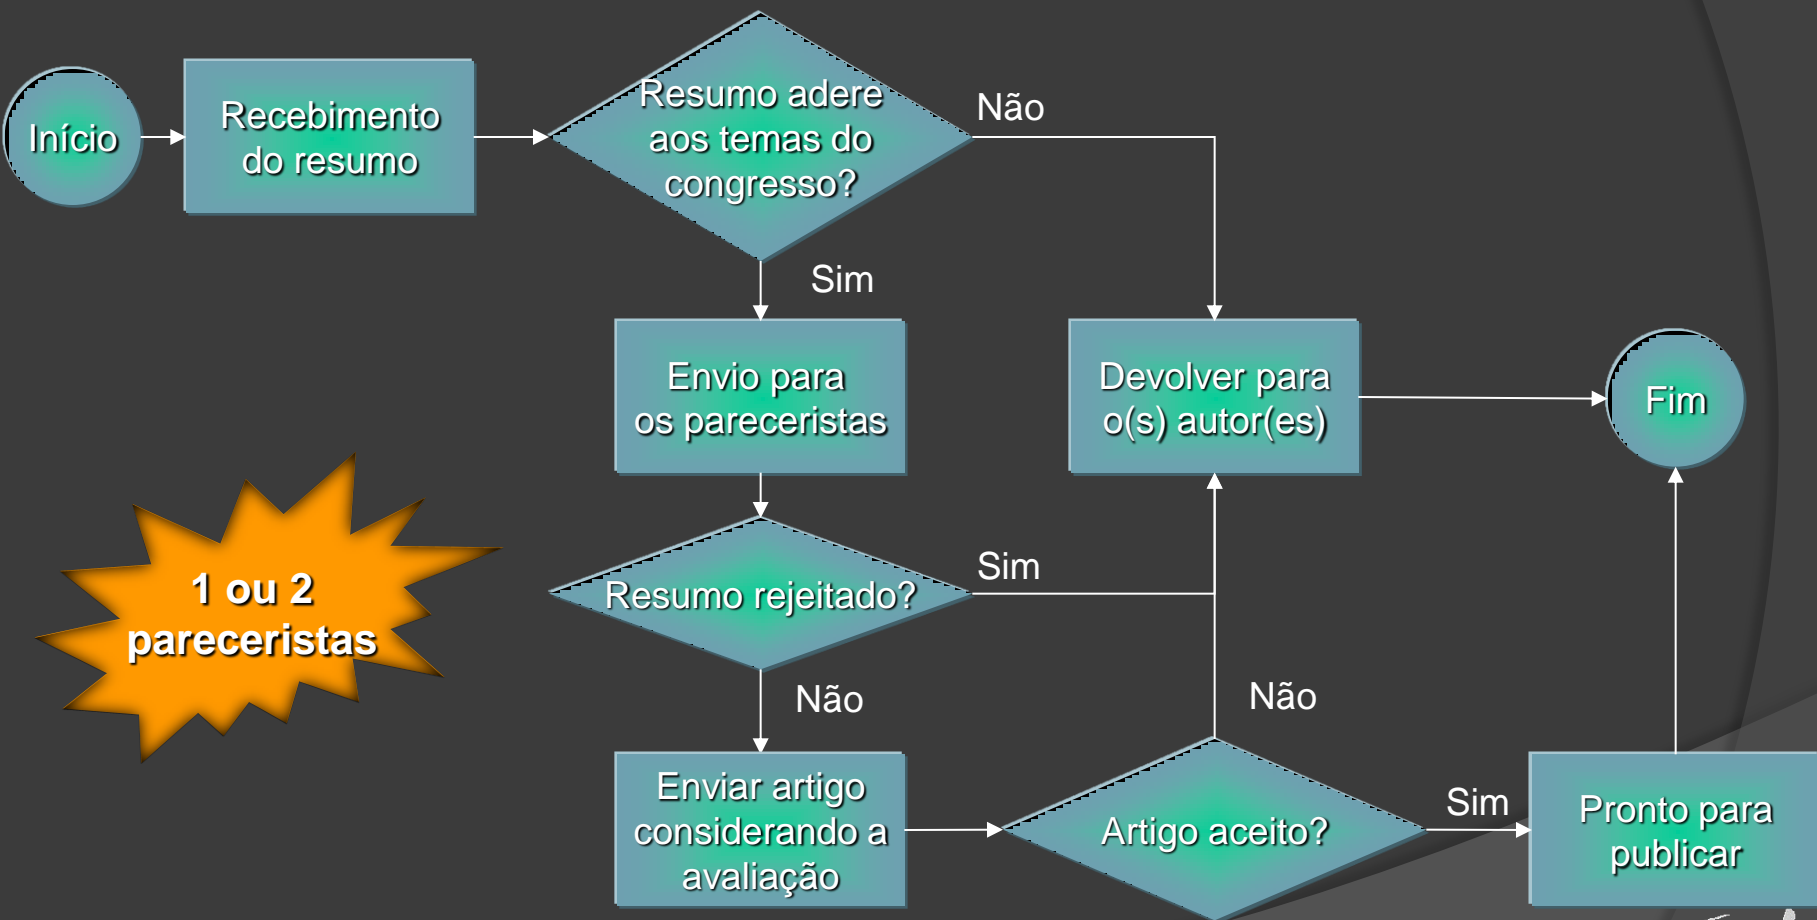 Início
Recebimento
do resumo
Resumo adere
aos temas do
congresso?
Não
Sim
Envio para
os pareceristas
Devolver para
o(s) autor(es)
Fim
1 ou 2
pareceristas
Resumo rejeitado?
Sim
Não
Enviar artigo
considerando a
avaliação
Artigo aceito?
Não
Sim
Pronto para
publicar